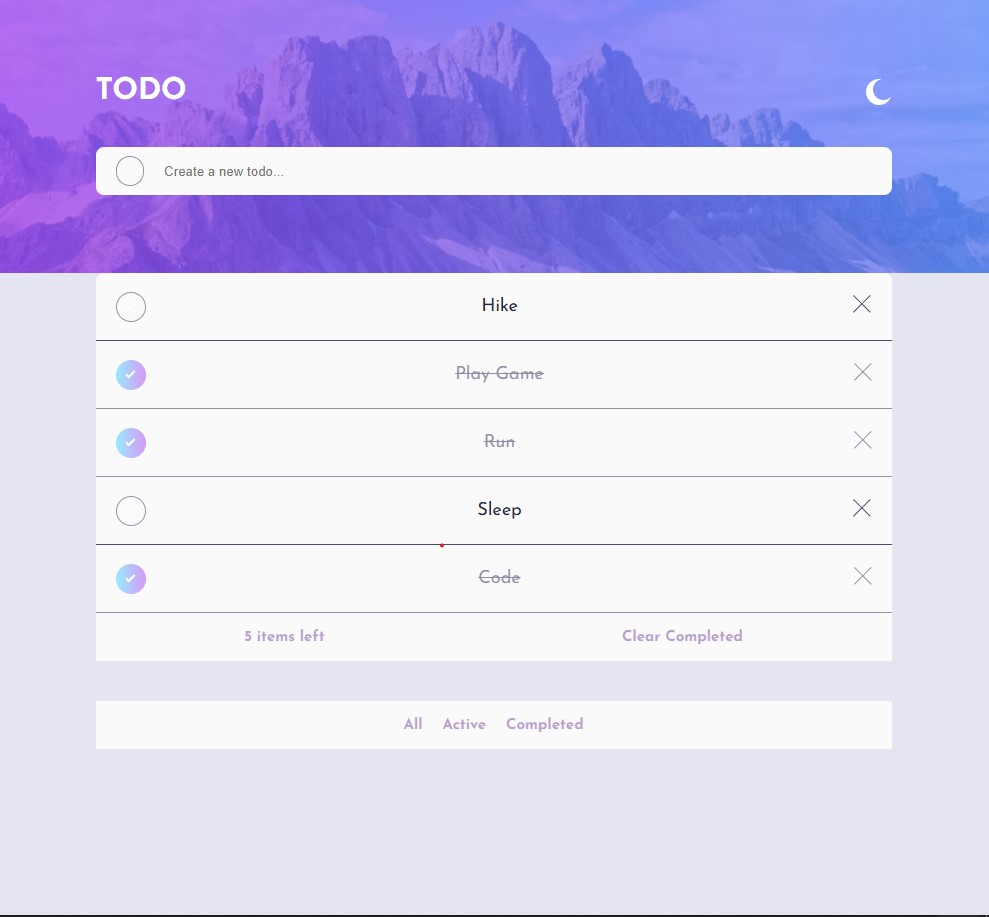 TODO
Create a new todo...
Hike
Play Game
Run
Sleep
Code
5 items left
Clear Completed
All Active Completed